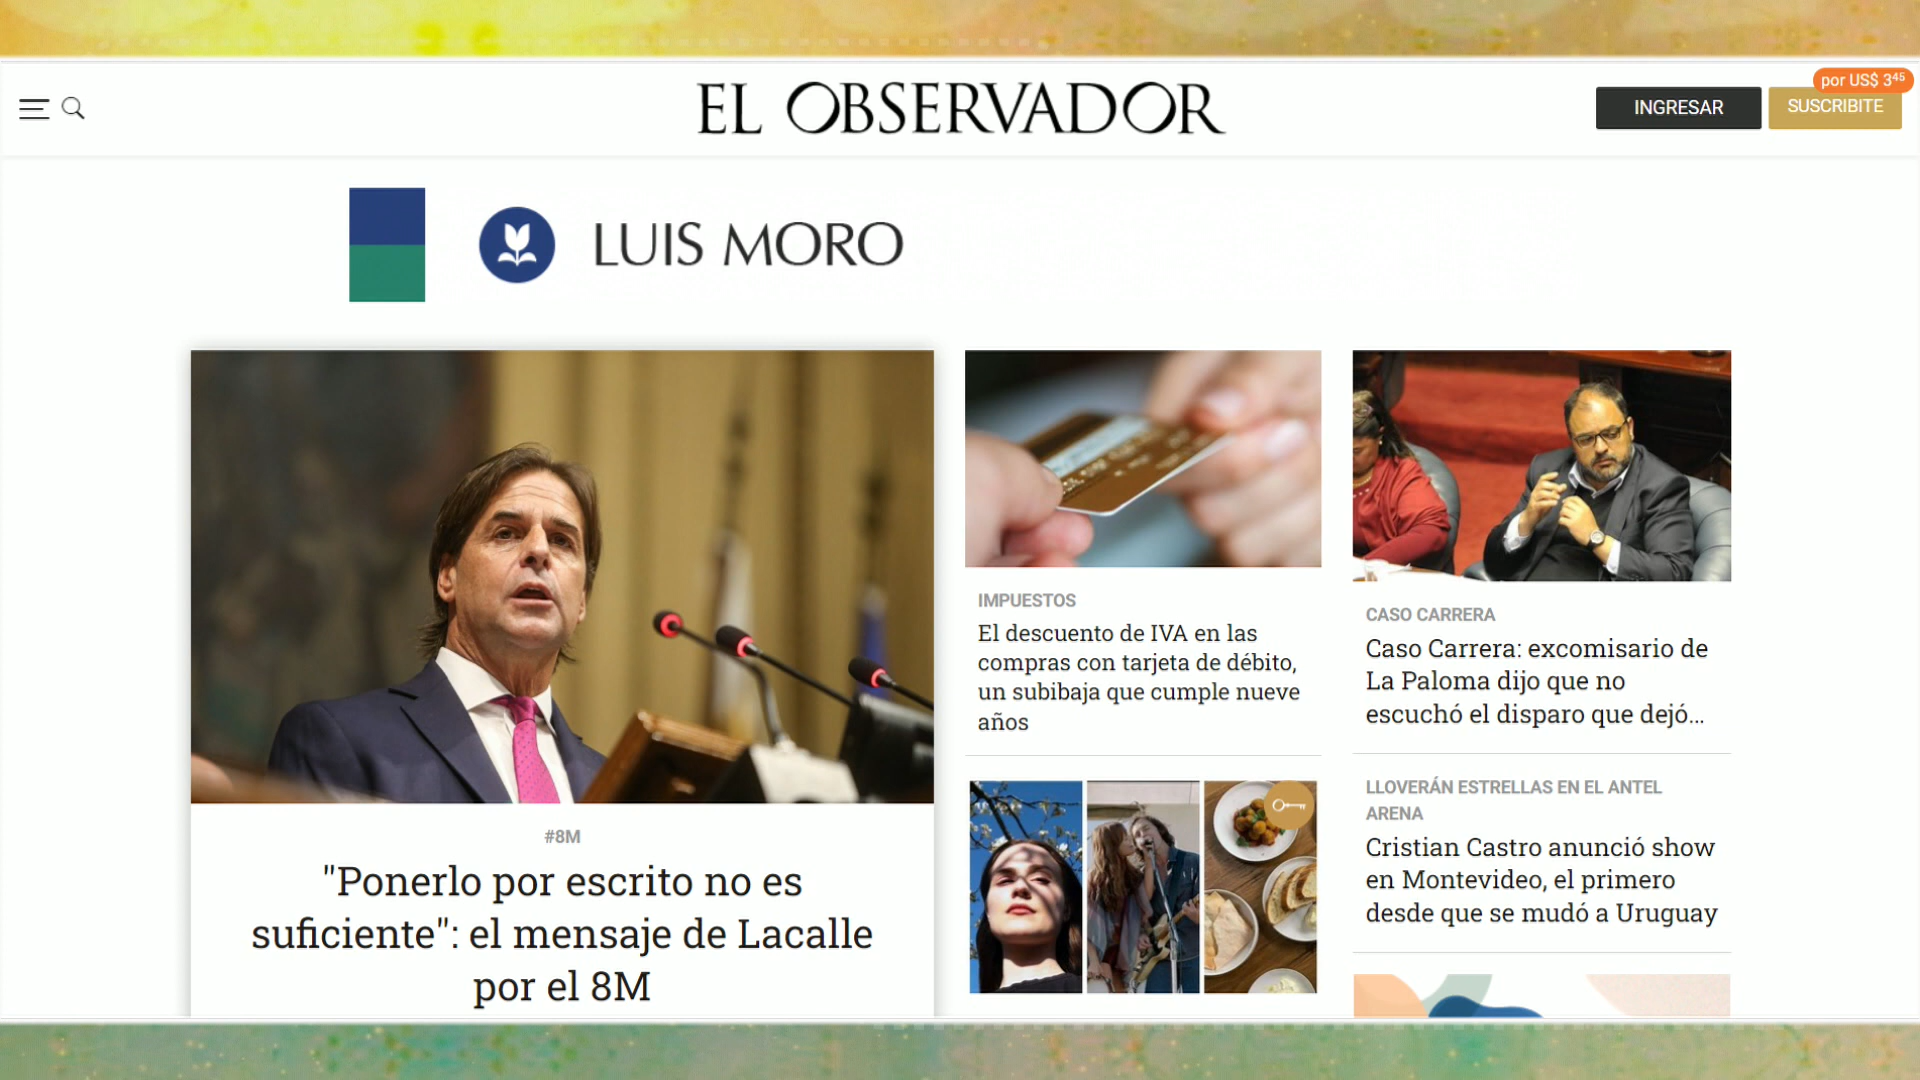 EL OBSERVADOR
INGRESAR
por US$ 3⁴⁵
SUSCRIBITE
LUIS MORO
#8M
"Ponerlo por escrito no es
suficiente": el mensaje de Lacalle
por el 8M
IMPUESTOS
El descuento de IVA en las
compras con tarjeta de débito,
un subibaja que cumple nueve
años
CASO CARRERA
Caso Carrera: excomisario de
La Paloma dijo que no
escuchó el disparo que dejó...
LLOVERÁN ESTRELLAS EN EL ANTEL
ARENA
Cristian Castro anunció show
en Montevideo, el primero
desde que se mudó a Uruguay